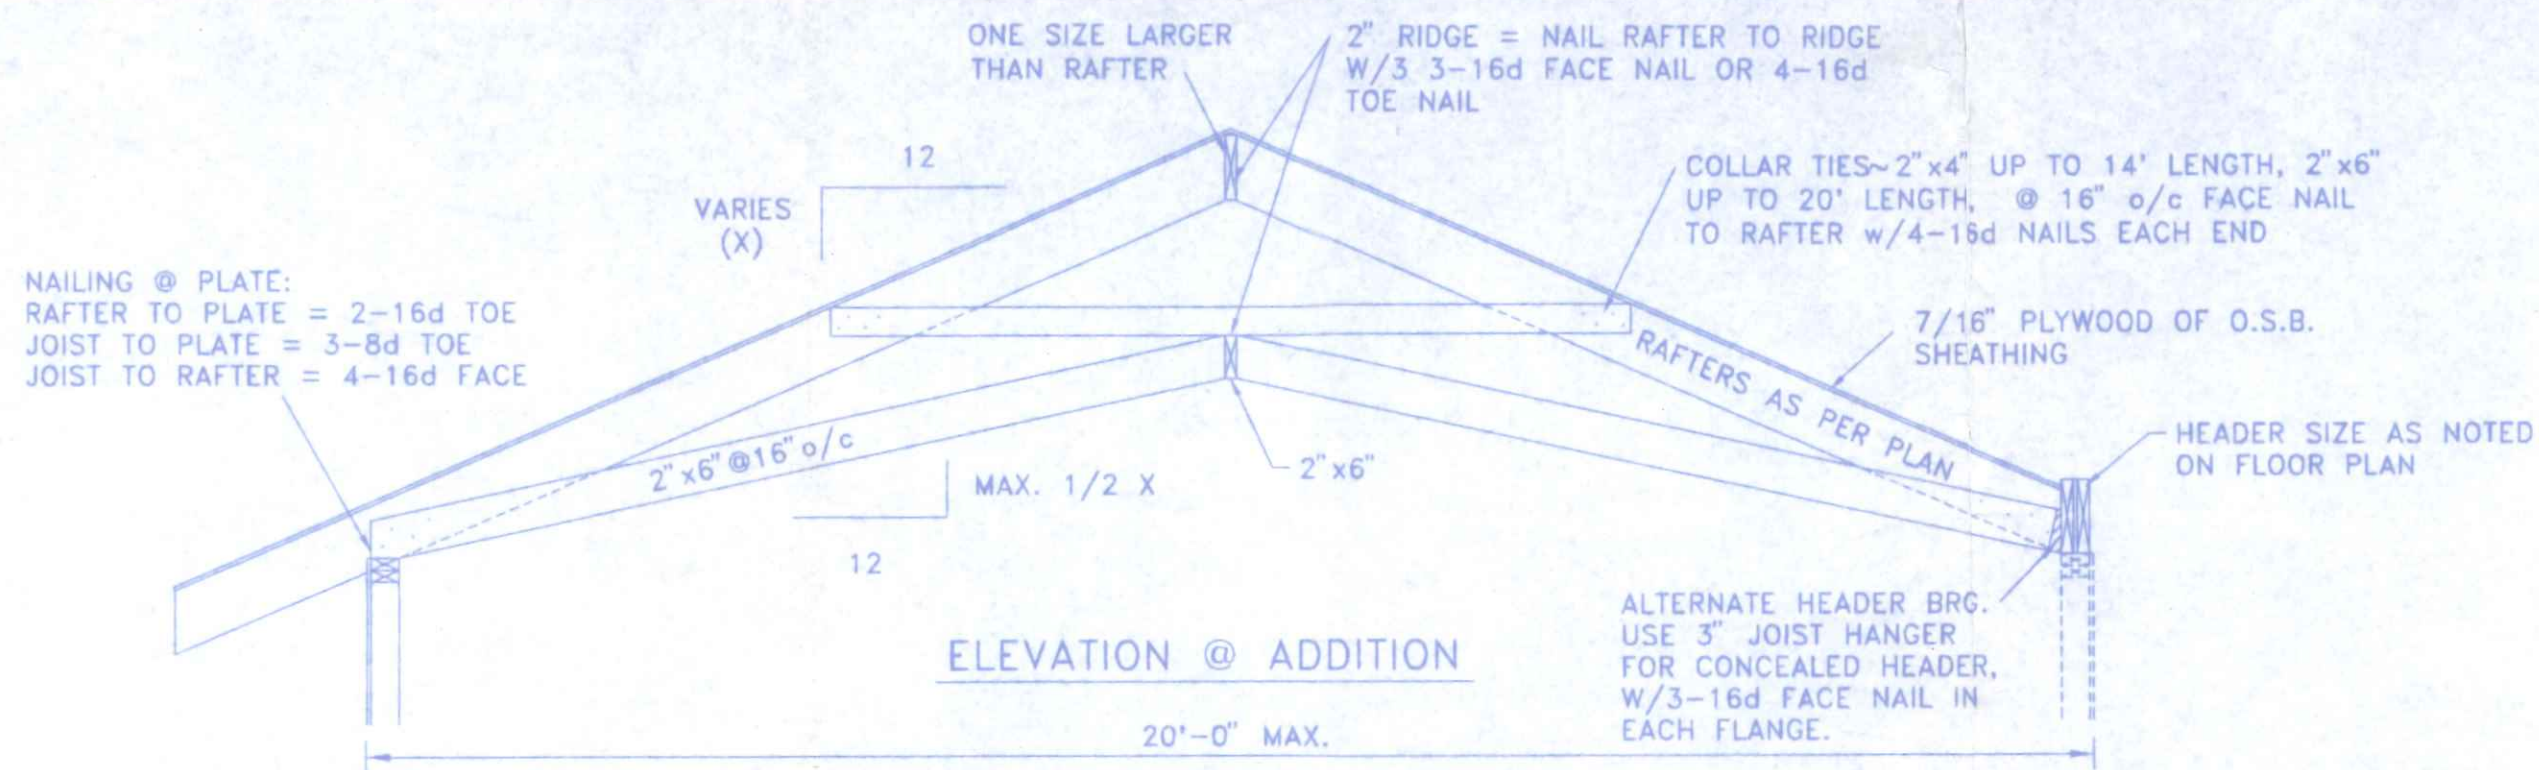 ONE SIZE LARGER
THAN RAFTER
2" RIDGE = NAIL RAFTER TO RIDGE
W/3 3-16d FACE NAIL OR 4-16d
TOE NAIL
12
VARIES
(X)
COLLAR TIES~2"x4" UP TO 14' LENGTH, 2"x6"
UP TO 20' LENGTH, @ 16" o/c FACE NAIL
TO RAFTER w/4-16d NAILS EACH END
NAILING @ PLATE:
RAFTER TO PLATE = 2-16d TOE
JOIST TO PLATE = 3-8d TOE
JOIST TO RAFTER = 4-16d FACE
7/16" PLYWOOD OF O.S.B.
SHEATHING
RAFTERS AS PER PLAN
HEADER SIZE AS NOTED
ON FLOOR PLAN
2"x6"@16"o/c
MAX. 1/2 X
12
2"x6"
ALTERNATE HEADER BRG.
USE 3" JOIST HANGER
FOR CONCEALED HEADER,
W/3-16d FACE NAIL IN
EACH FLANGE.
ELEVATION @ ADDITION
20'-0" MAX.